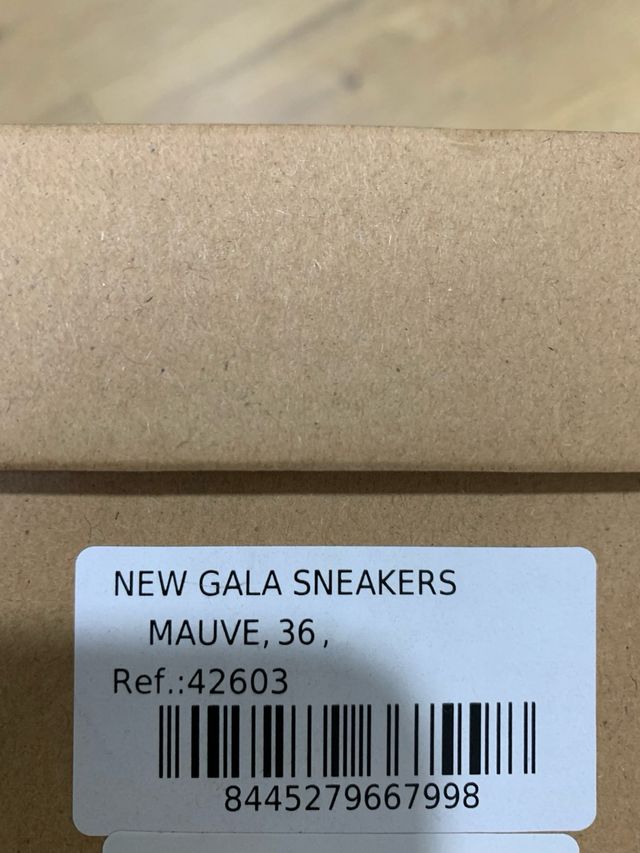 NEW GALA SNEAKERS
MAUVE, 36 ,
Ref.:42603
8445279667998